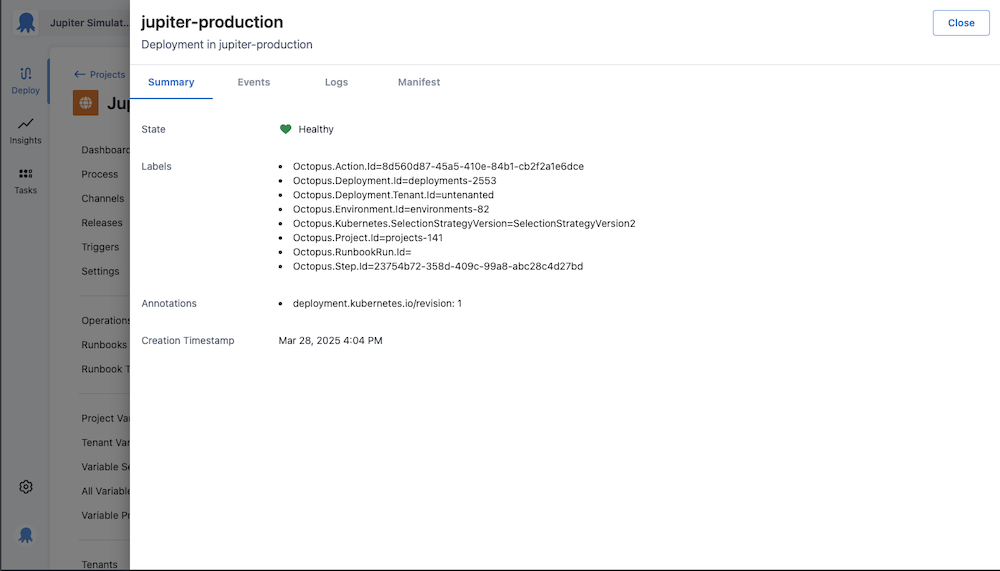 Jupiter Simulat..
Deploy
Insights
Tasks
Projects
Jup
Dashboard
Process
Channels
Releases
Triggers
Settings
Operations
Runbooks
Runbook T
Project Va
Tenant Var
Variable Se
All Variable
Variable Pr
Tenants
jupiter-production
Deployment in jupiter-production
Close
Summary Events Logs Manifest
State Healthy
Labels
• Octopus.Action.Id=8d560d87-45a5-410e-84b1-cb2f2a1e6dce
• Octopus.Deployment.Id=deployments-2553
• Octopus.Deployment.Tenant.Id=untenanted
• Octopus.Environment.Id=environments-82
• Octopus.Kubernetes.SelectionStrategyVersion=SelectionStrategyVersion2
• Octopus.Project.Id=projects-141
• Octopus.RunbookRun.Id=
• Octopus.Step.Id=23754b72-358d-409c-99a8-abc28c4d27bd
Annotations
• deployment.kubernetes.io/revision: 1
Creation Timestamp Mar 28, 2025 4:04 PM